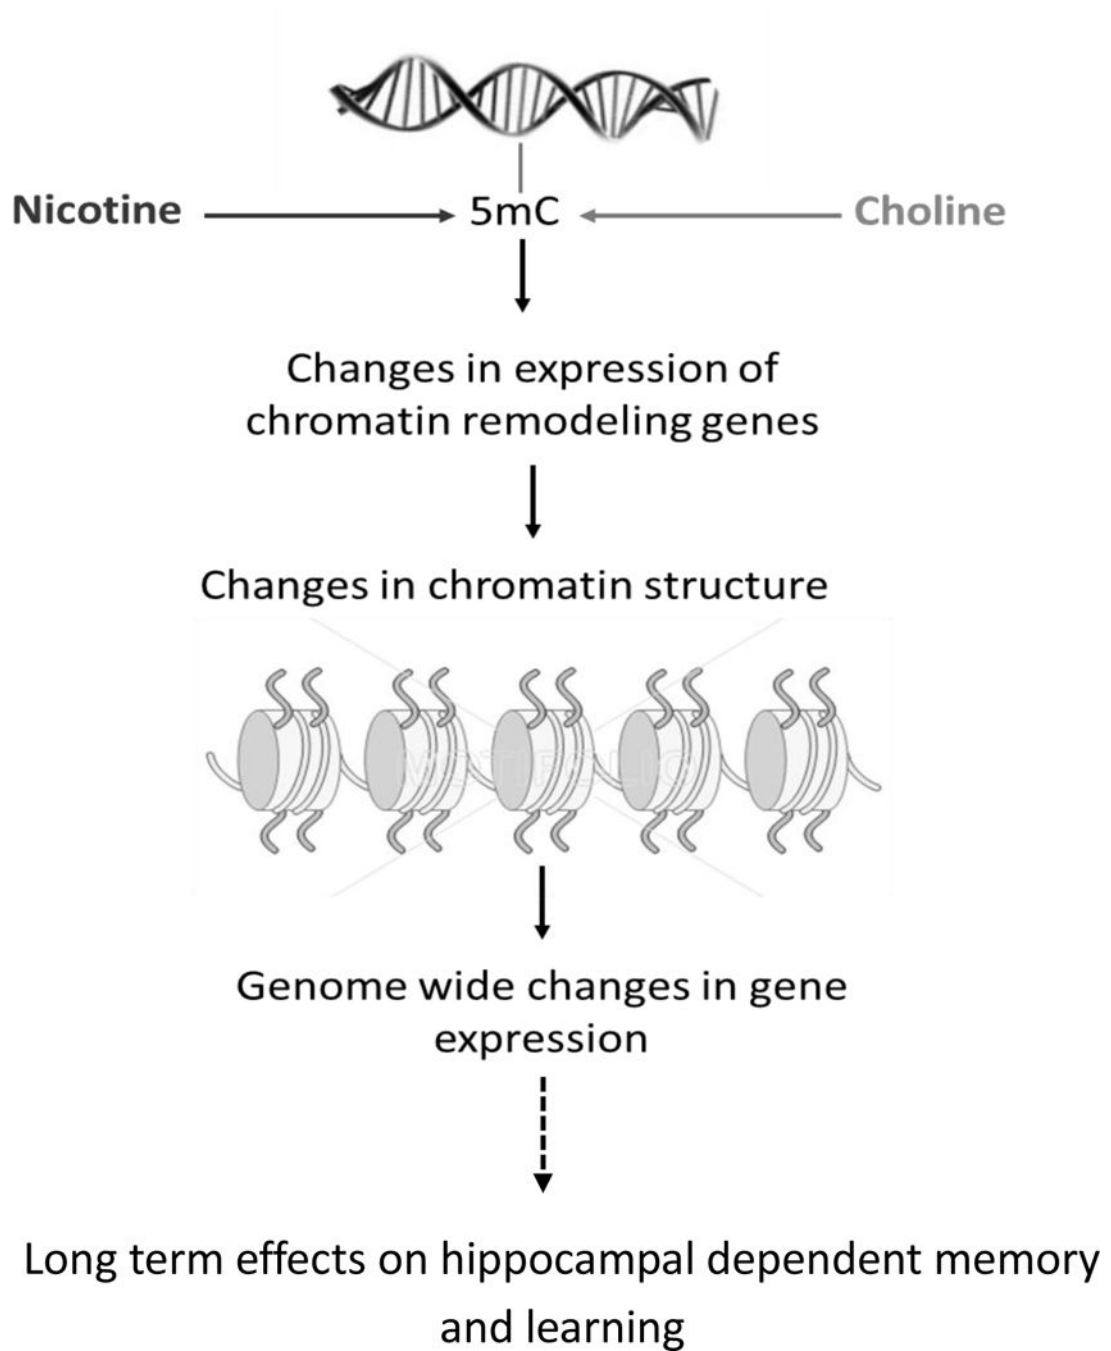 Nicotine 5mC Choline
Changes in expression of
chromatin remodeling genes
Changes in chromatin structure
MOTIFOLIO
Genome wide changes in gene
expression
Long term effects on hippocampal dependent memory
and learning